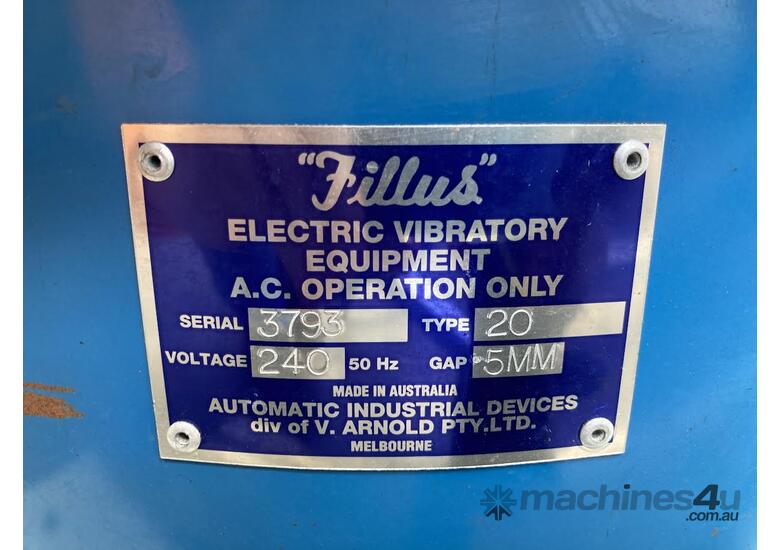 "Fillus"
ELECTRIC VIBRATORY
EQUIPMENT
A.C. OPERATION ONLY
SERIAL 3793 TYPE 20
VOLTAGE 240 50 Hz GAP 5MM
MADE IN AUSTRALIA
AUTOMATIC INDUSTRIAL DEVICES
div of V. ARNOLD PTY.LTD.
MELBOURNE
machines4u
.com.au